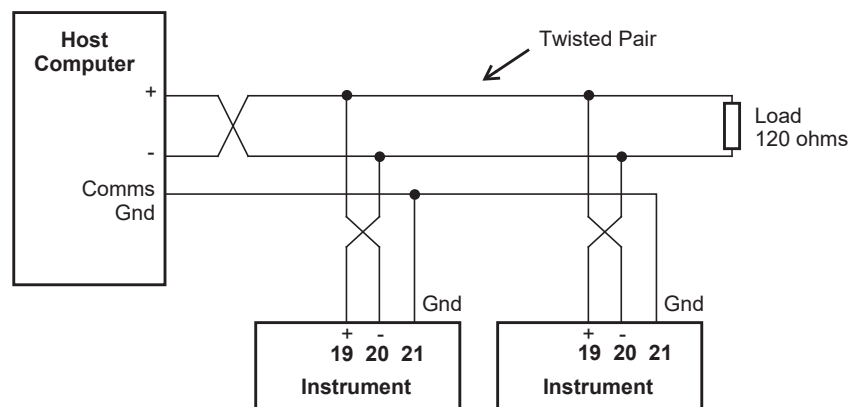 Host
Computer
Twisted Pair
+
-
Load
120 ohms
Comms
Gnd
Gnd
Gnd
+ -
19 20 21
Instrument
+ -
19 20 21
Instrument